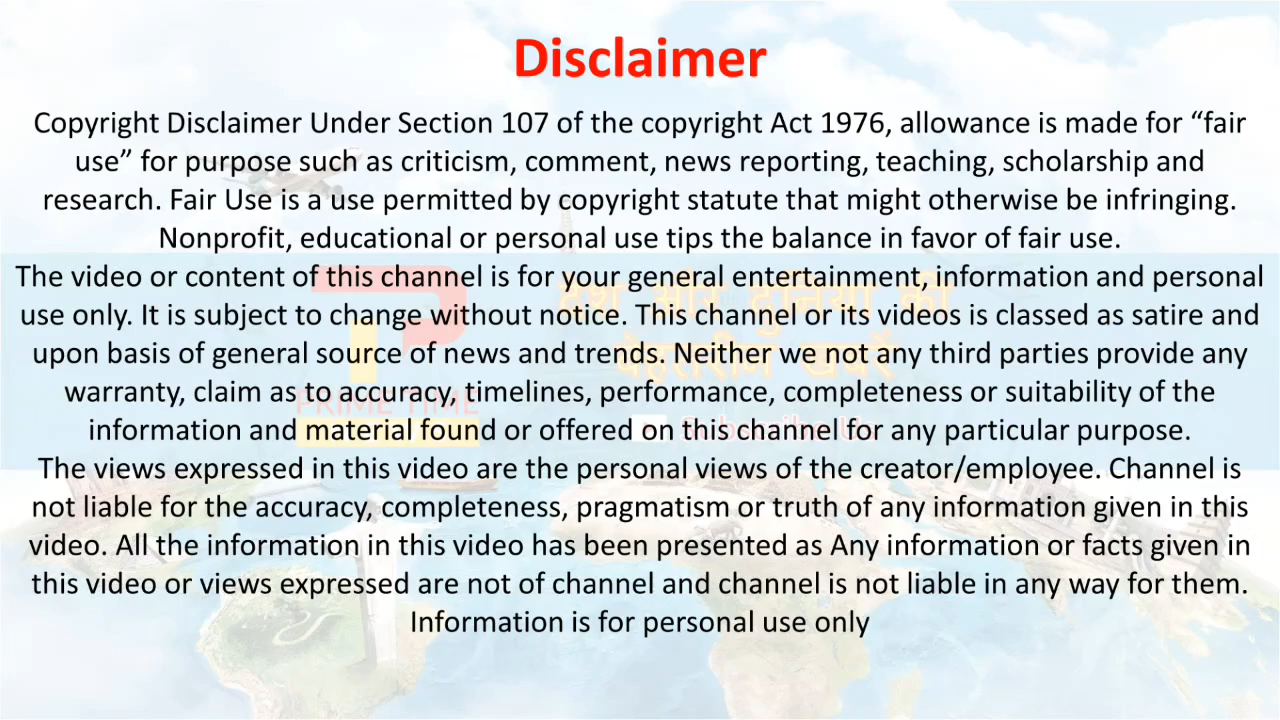 Disclaimer
Copyright Disclaimer Under Section 107 of the copyright Act 1976, allowance is made for “fair
use” for purpose such as criticism, comment, news reporting, teaching, scholarship and
research. Fair Use is a use permitted by copyright statute that might otherwise be infringing.
Nonprofit, educational or personal use tips the balance in favor of fair use.
The video or content of this channel is for your general entertainment, information and personal
use only. It is subject to change without notice. This channel or its videos is classed as satire and
upon basis of general source of news and trends. Neither we not any third parties provide any
warranty, claim as to accuracy, timelines, performance, completeness or suitability of the
information and material found or offered on this channel for any particular purpose.
The views expressed in this video are the personal views of the creator/employee. Channel is
not liable for the accuracy, completeness, pragmatism or truth of any information given in this
video. All the information in this video has been presented as Any information or facts given in
this video or views expressed are not of channel and channel is not liable in any way for them.
Information is for personal use only
देश और दुनिया की
बेहतरीन खबरें
PRIME TIME
Subscribe Us